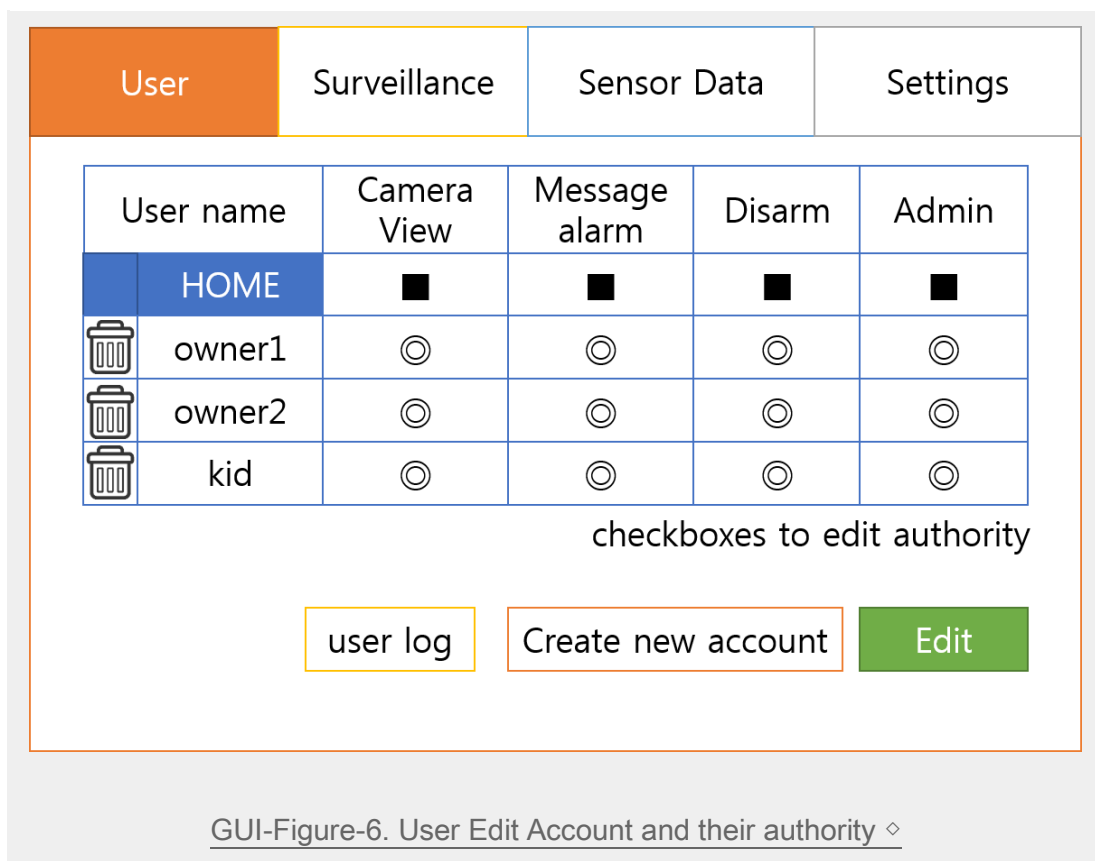 User Surveillance Sensor Data Settings
User name Camera View Message alarm Disarm Admin
HOME ■ ■ ■ ■
owner1 ◎ ◎ ◎ ◎
owner2 ◎ ◎ ◎ ◎
kid ◎ ◎ ◎ ◎
checkboxes to edit authority
user log Create new account Edit
GUI-Figure-6. User Edit Account and their authority ◇